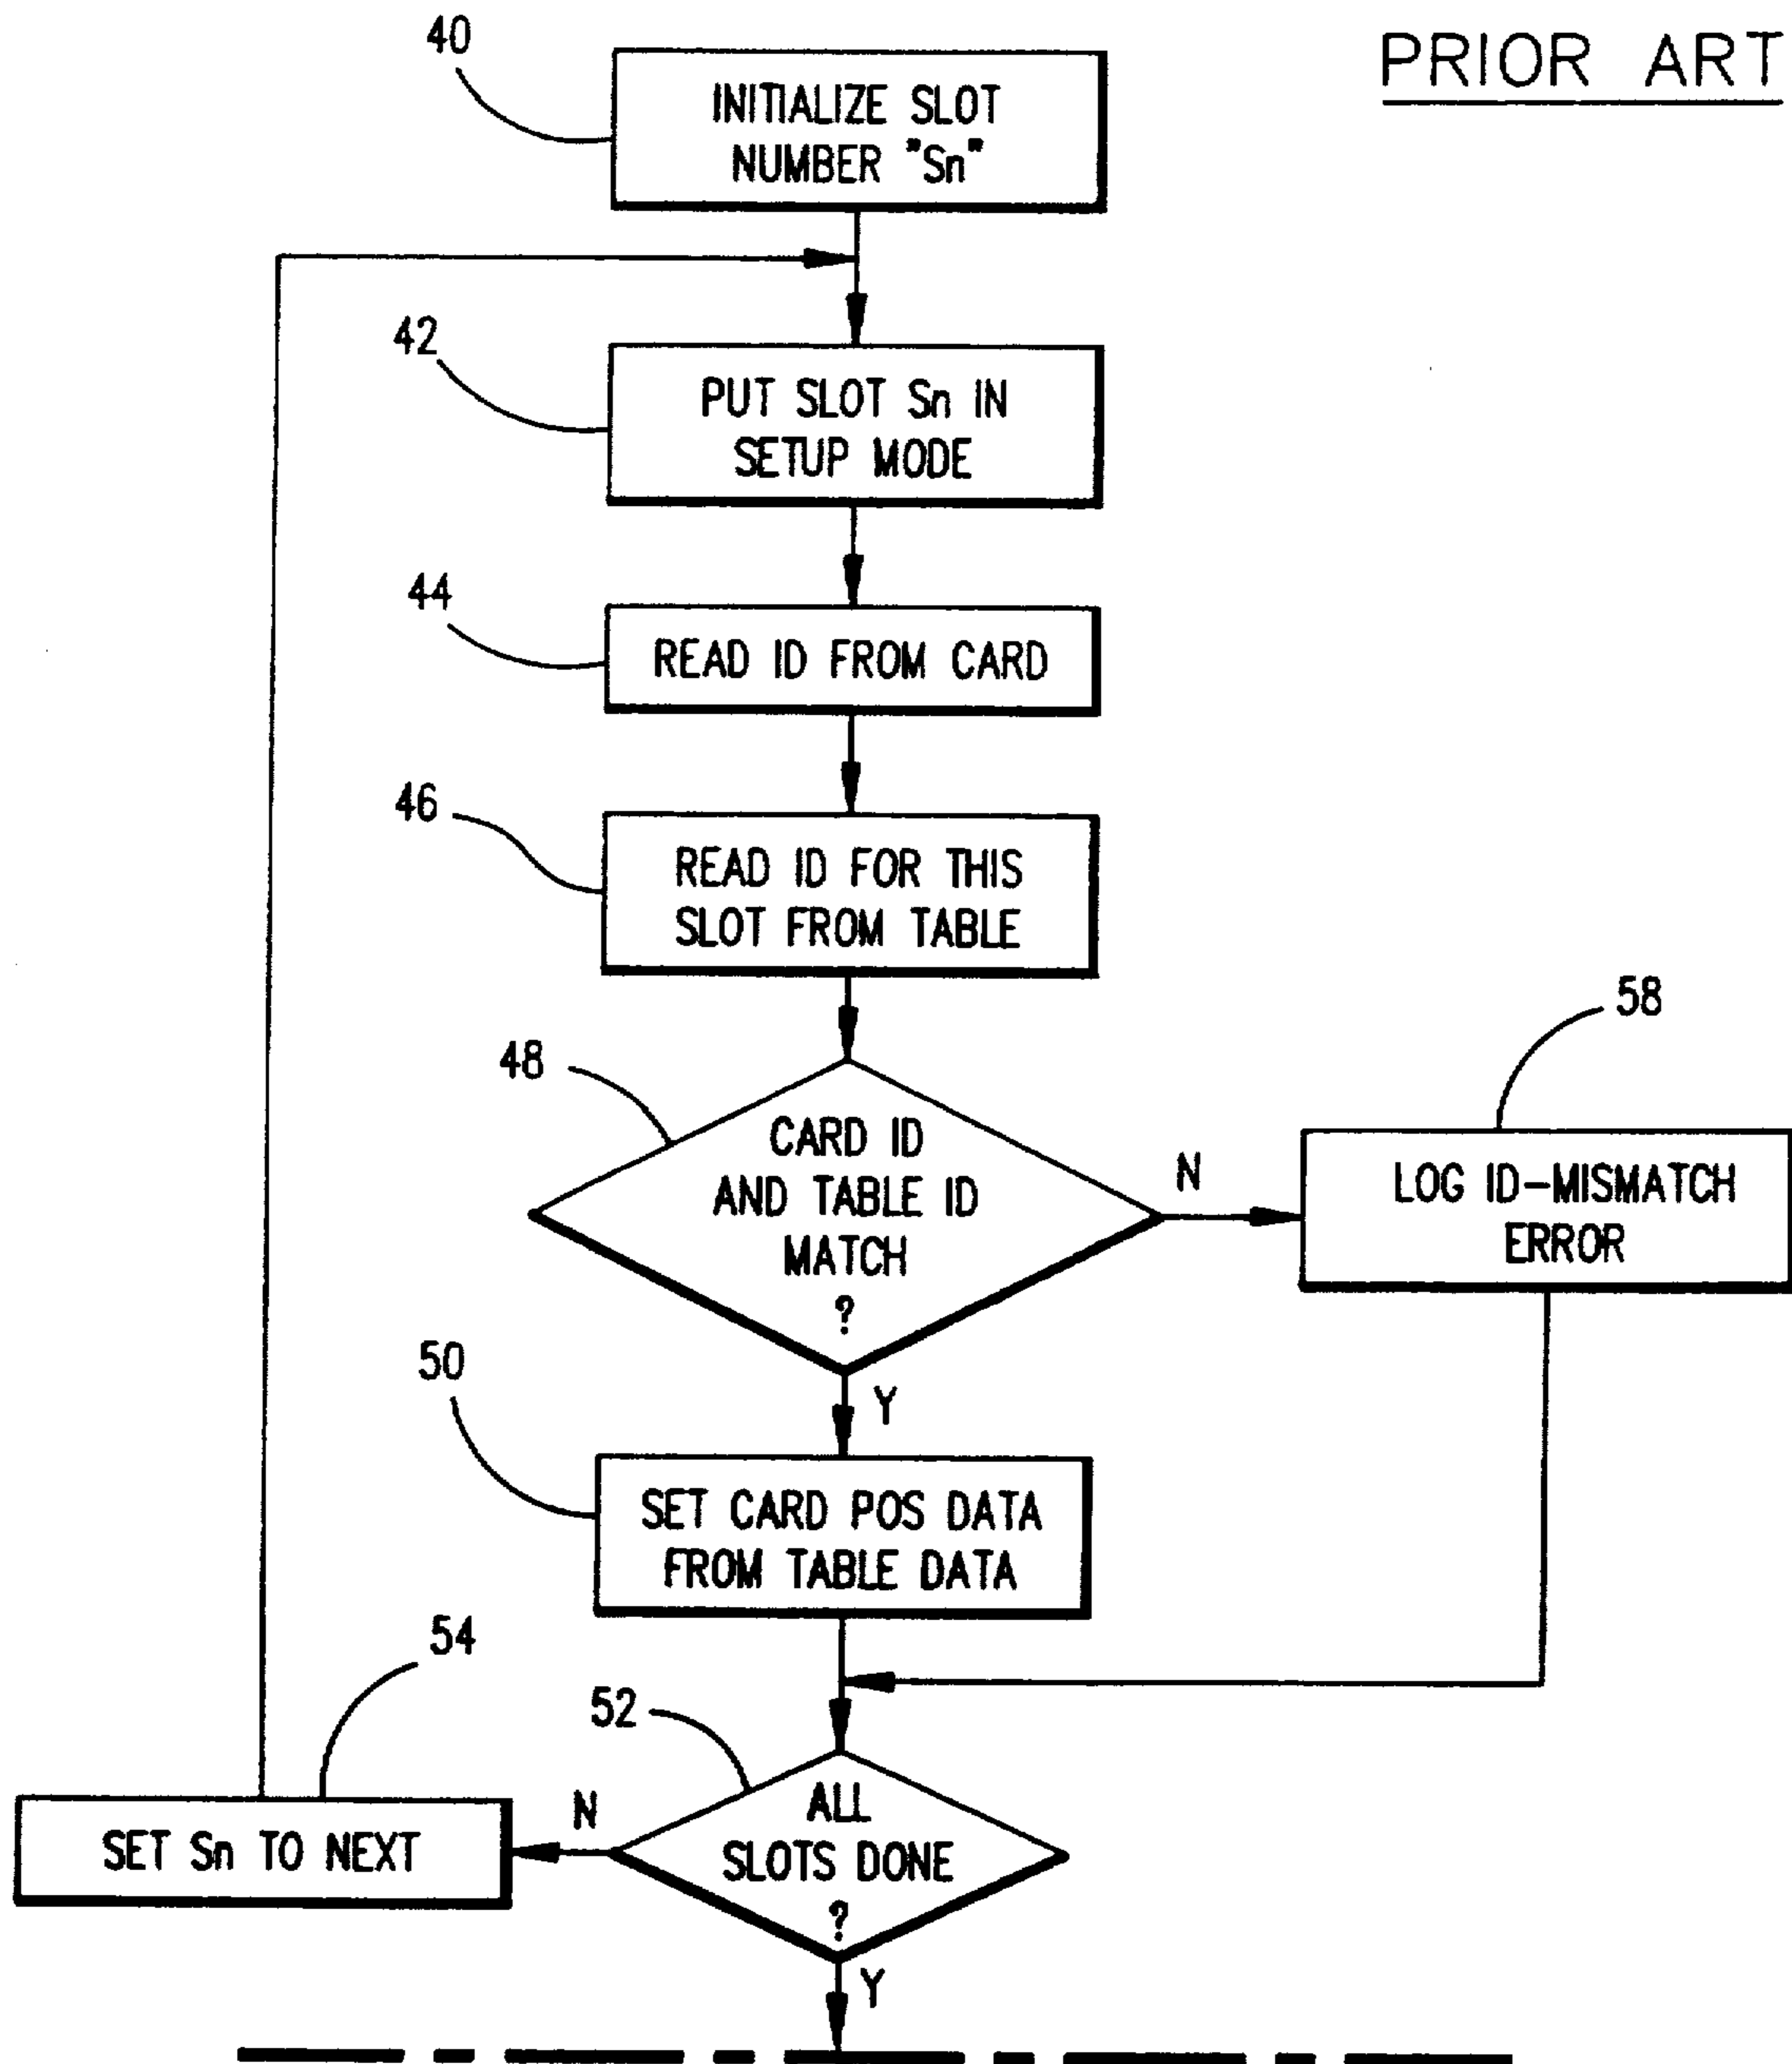 PRIOR ART
40
INITIALIZE SLOT
NUMBER "Sn"
42
PUT SLOT Sn IN
SETUP MODE
44
READ ID FROM CARD
46
READ ID FOR THIS
SLOT FROM TABLE
48
CARD ID
AND TABLE ID
MATCH
?
N
58
LOG ID-MISMATCH
ERROR
Y
50
SET CARD POS DATA
FROM TABLE DATA
52
ALL
SLOTS DONE
?
N
54
SET Sn TO NEXT
Y